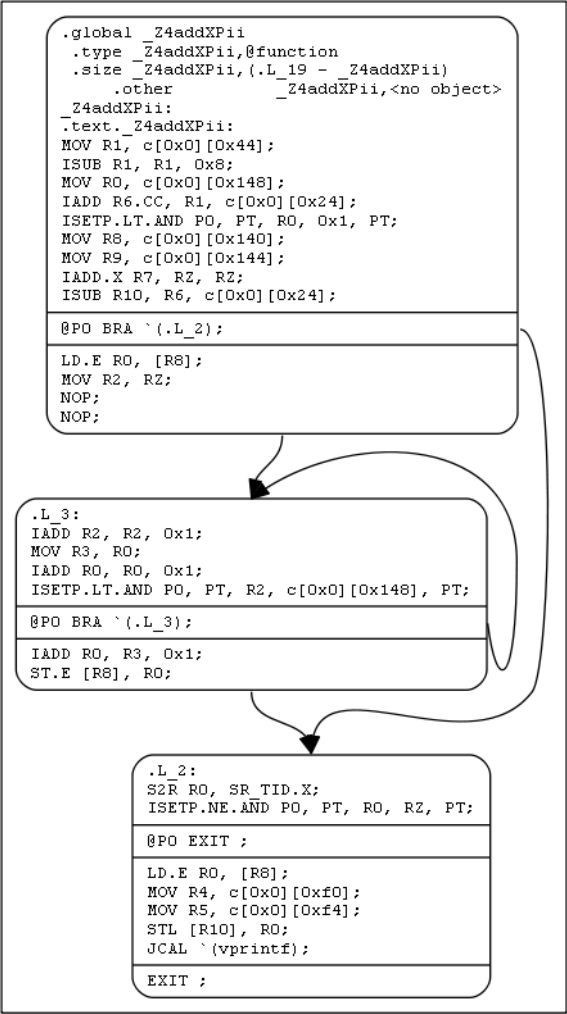 .global _Z4addXPii
.type _Z4addXPii,@function
.size _Z4addXPii,(.L_19 - _Z4addXPii)
.other _Z4addXPii,<no object>
_Z4addXPii:
.text._Z4addXPii:
MOV R1, c[0x0][0x44];
ISUB R1, R1, 0x8;
MOV R0, c[0x0][0x148];
IADD R6.CC, R1, c[0x0][0x24];
ISETP.LT.AND P0, PT, R0, 0x1, PT;
MOV R8, c[0x0][0x140];
MOV R9, c[0x0][0x144];
IADD.X R7, RZ, RZ;
ISUB R10, R6, c[0x0][0x24];
@P0 BRA `(.L_2);
LD.E R0, [R8];
MOV R2, RZ;
NOP;
NOP;
.L_3:
IADD R2, R2, 0x1;
MOV R3, R0;
IADD R0, R0, 0x1;
ISETP.LT.AND P0, PT, R2, c[0x0][0x148], PT;
@P0 BRA `(.L_3);
IADD R0, R3, 0x1;
ST.E [R8], R0;
.L_2:
S2R R0, SR_TID.X;
ISETP.NE.AND P0, PT, R0, RZ, PT;
@P0 EXIT ;
LD.E R0, [R8];
MOV R4, c[0x0][0xf0];
MOV R5, c[0x0][0xf4];
STL [R10], R0;
JCAL `(vprintf);
EXIT ;